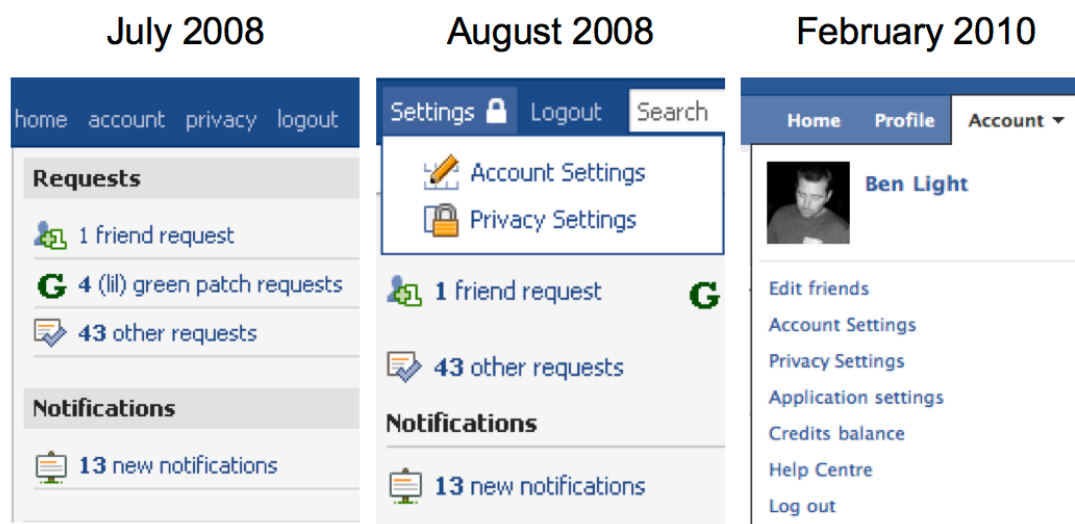 July 2008
home account privacy logout
Requests
1 friend request
G 4 (lil) green patch requests
43 other requests
Notifications
13 new notifications
August 2008
Settings Logout Search
Account Settings
Privacy Settings
1 friend request G
43 other requests
Notifications
13 new notifications
February 2010
Home Profile Account
Ben Light
Edit friends
Account Settings
Privacy Settings
Application settings
Credits balance
Help Centre
Log out